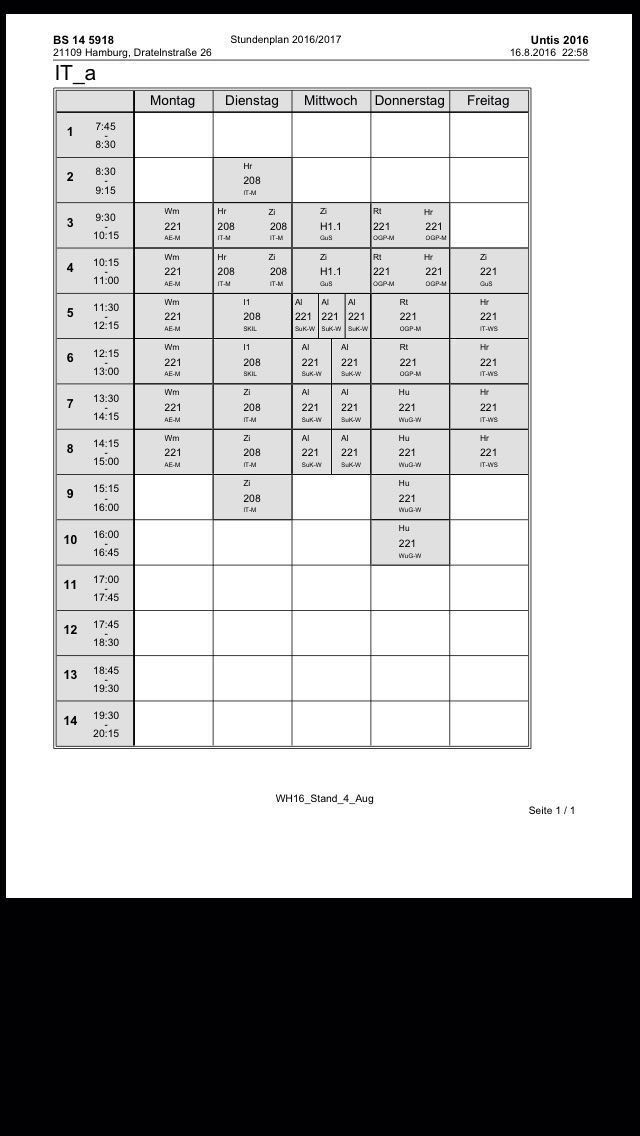 BS 14 5918 Stundenplan 2016/2017 Untis 2016
21109 Hamburg, Dratelnstraße 26 16.8.2016 22:58
IT_a
Montag Dienstag Mittwoch Donnerstag Freitag
1 7:45 - 8:30
2 8:30 - 9:15
Hr
208
IT-M
3 9:30 - 10:15
Wm Hr Zi Zi Rt Hr
221 208 208 H1.1 221 221
AE-M IT-M IT-M GuS OGP-M OGP-M
4 10:15 - 11:00
Wm Hr Zi Zi Rt Hr Zi
221 208 208 H1.1 221 221 221
AE-M IT-M IT-M GuS OGP-M OGP-M GuS
5 11:30 - 12:15
Wm I1 Al Al Al Rt Hr
221 208 221 221 221 221 221
AE-M SKIL SuK-W SuK-W SuK-W OGP-M IT-WS
6 12:15 - 13:00
Wm I1 Al Al Rt Hr
221 208 221 221 221 221
AE-M SKIL SuK-W SuK-W OGP-M IT-WS
7 13:30 - 14:15
Wm Zi Al Al Hu Hr
221 208 221 221 221 221
AE-M IT-M SuK-W SuK-W WuG-W IT-WS
8 14:15 - 15:00
Wm Zi Al Al Hu Hr
221 208 221 221 221 221
AE-M IT-M SuK-W SuK-W WuG-W IT-WS
9 15:15 - 16:00
Zi Hu
208 221
IT-M WuG-W
10 16:00 - 16:45
Hu
221
WuG-W
11 17:00 - 17:45
12 17:45 - 18:30
13 18:45 - 19:30
14 19:30 - 20:15
WH16_Stand_4_Aug
Seite 1 / 1